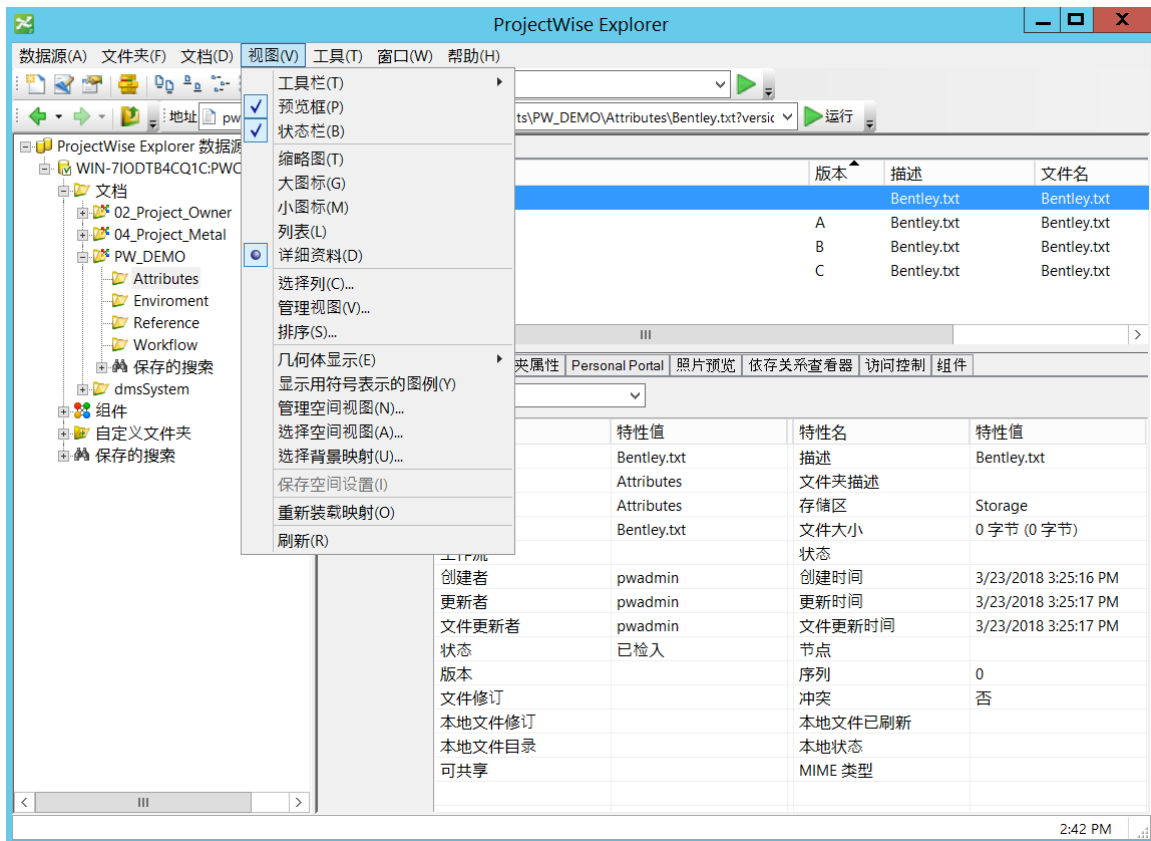 ProjectWise Explorer
数据源(A) 文件夹(F) 文档(D) 视图(V) 工具(T) 窗口(W) 帮助(H)
地址 pw
ts\PW_DEMO\Attributes\Bentley.txt?versic 运行
工具栏(T)
预览框(P)
状态栏(B)
缩略图(T)
大图标(G)
小图标(M)
列表(L)
详细资料(D)
选择列(C)...
管理视图(V)...
排序(S)...
几何体显示(E)
显示用符号表示的图例(Y)
管理空间视图(N)...
选择空间视图(A)...
选择背景映射(U)...
保存空间设置(I)
重新装载映射(O)
刷新(R)
ProjectWise Explorer 数据源
WIN-7IODTB4CQ1C:PWC
文档
02_Project_Owner
04_Project_Metal
PW_DEMO
Attributes
Enviroment
Reference
Workflow
保存的搜索
dmsSystem
组件
自定义文件夹
保存的搜索
版本 描述 文件名
Bentley.txt Bentley.txt
A Bentley.txt Bentley.txt
B Bentley.txt Bentley.txt
C Bentley.txt Bentley.txt
夹属性 Personal Portal 照片预览 依存关系查看器 访问控制 组件
特性值 特性名 特性值
Bentley.txt 描述 Bentley.txt
Attributes 文件夹描述
Attributes 存储区 Storage
Bentley.txt 文件大小 0 字节 (0 字节)
工作流 状态
创建者 pwadmin 创建时间 3/23/2018 3:25:16 PM
更新者 pwadmin 更新时间 3/23/2018 3:25:17 PM
文件更新者 pwadmin 文件更新时间 3/23/2018 3:25:17 PM
状态 已检入 节点
版本 序列 0
文件修订 冲突 否
本地文件修订 本地文件已刷新
本地文件目录 本地状态
可共享 MIME 类型
2:42 PM